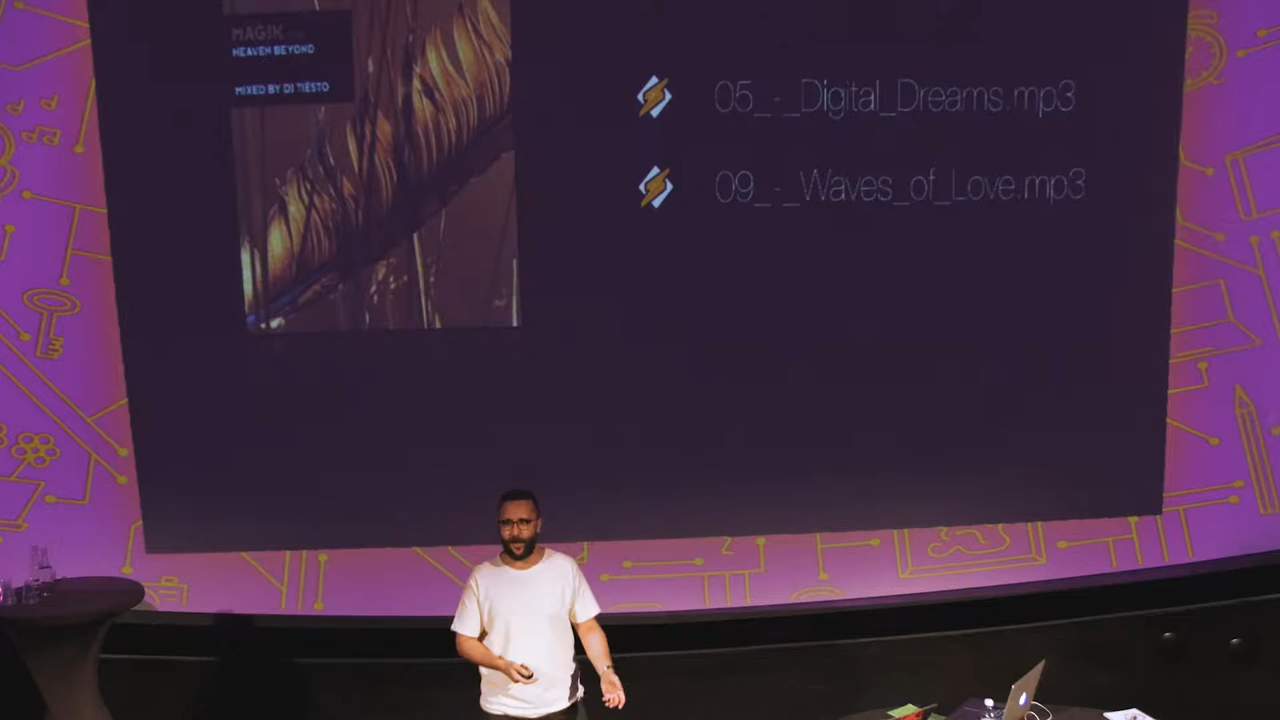 MAGIK
HEAVEN BEYOND
MIXED BY DJ TIËSTO
05_-_Digital_Dreams.mp3
09_-_Waves_of_Love.mp3